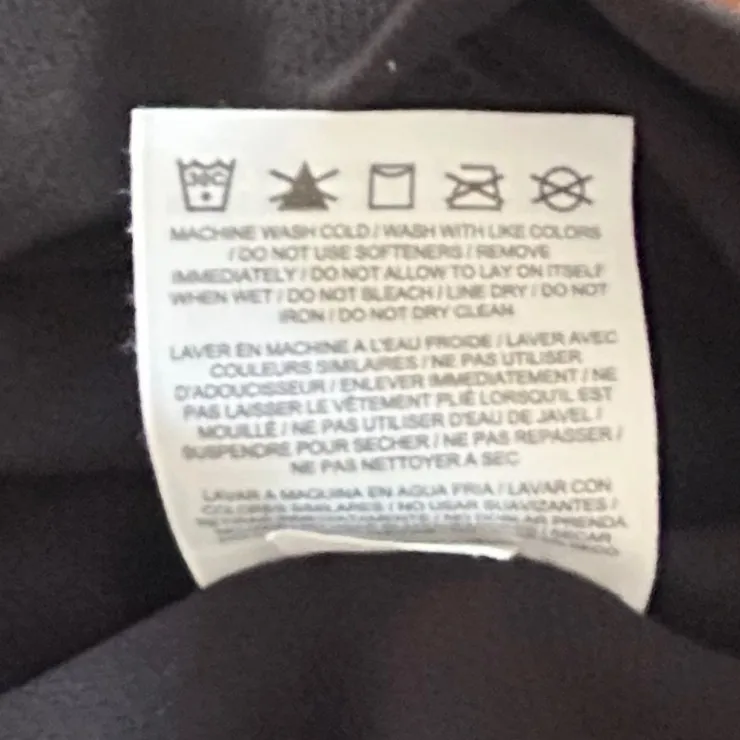 30C
MACHINE WASH COLD / WASH WITH LIKE COLORS
/ DO NOT USE SOFTENERS / REMOVE
IMMEDIATELY / DO NOT ALLOW TO LAY ON ITSELF
WHEN WET / DO NOT BLEACH / LINE DRY / DO NOT
IRON / DO NOT DRY CLEAN
LAVER EN MACHINE A L'EAU FROIDE / LAVER AVEC
COULEURS SIMILAIRES / NE PAS UTILISER
D'ADOUCISSEUR / ENLEVER IMMEDIATEMENT / NE
PAS LAISSER LE VÊTEMENT PLIÉ LORSQU'IL EST
MOUILLÉ / NE PAS UTILISER D'EAU DE JAVEL /
SUSPENDRE POUR SECHER / NE PAS REPASSER /
NE PAS NETTOYER A SEC
LAVAR A MAQUINA EN AGUA FRIA / LAVAR CON
COLORES SIMILARES / NO USAR SUAVIZANTES /
PRENDA
SECAR